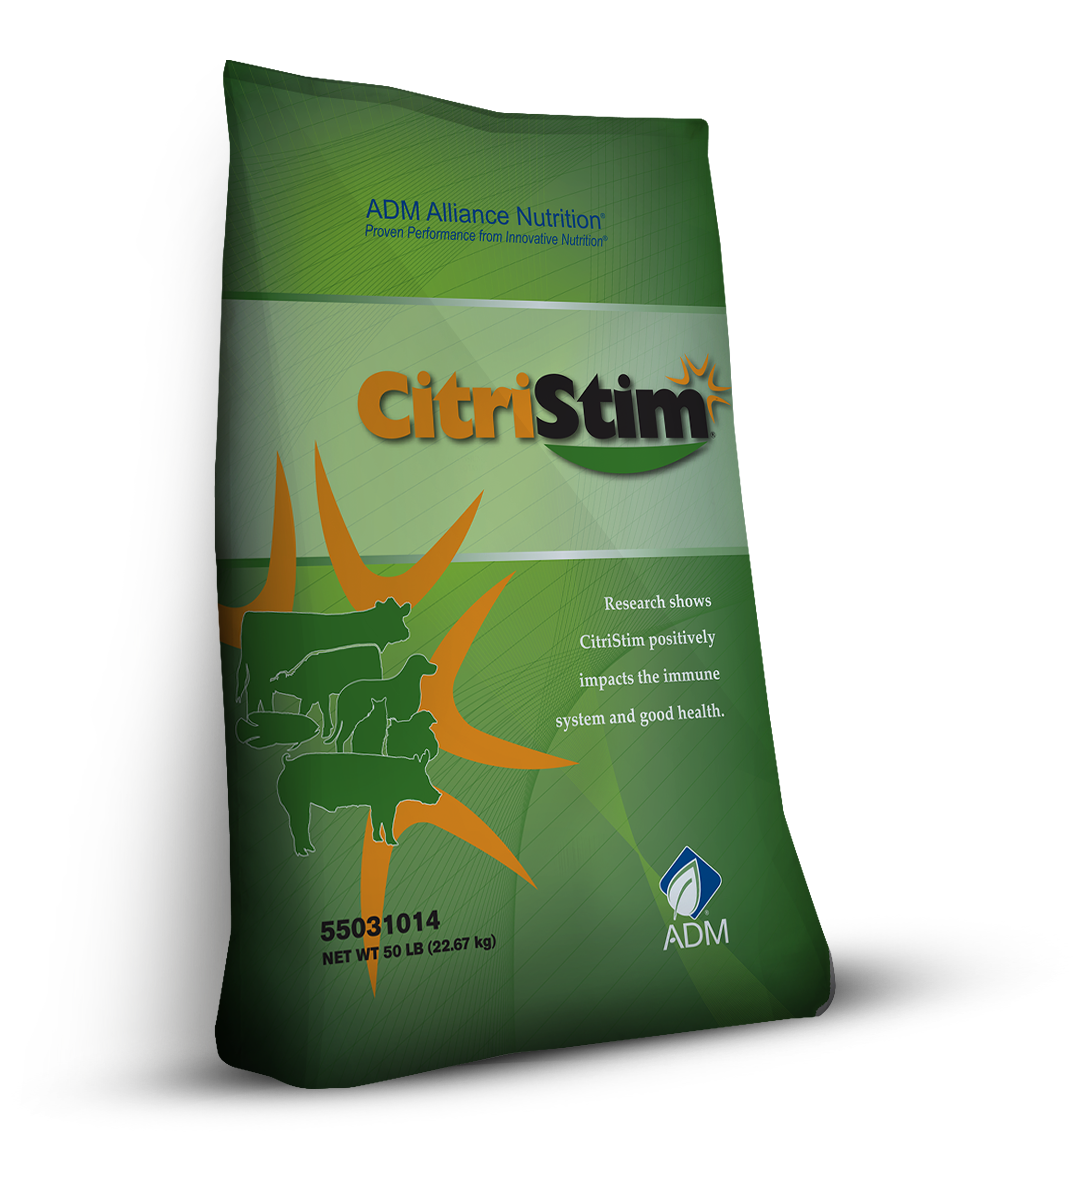 ADM Alliance Nutrition®
Proven Performance from Innovative Nutrition®
CitriStim®
Research shows
CitriStim positively
impacts the immune
system and good health.
55031014
NET WT 50 LB (22.67 kg)
ADM®